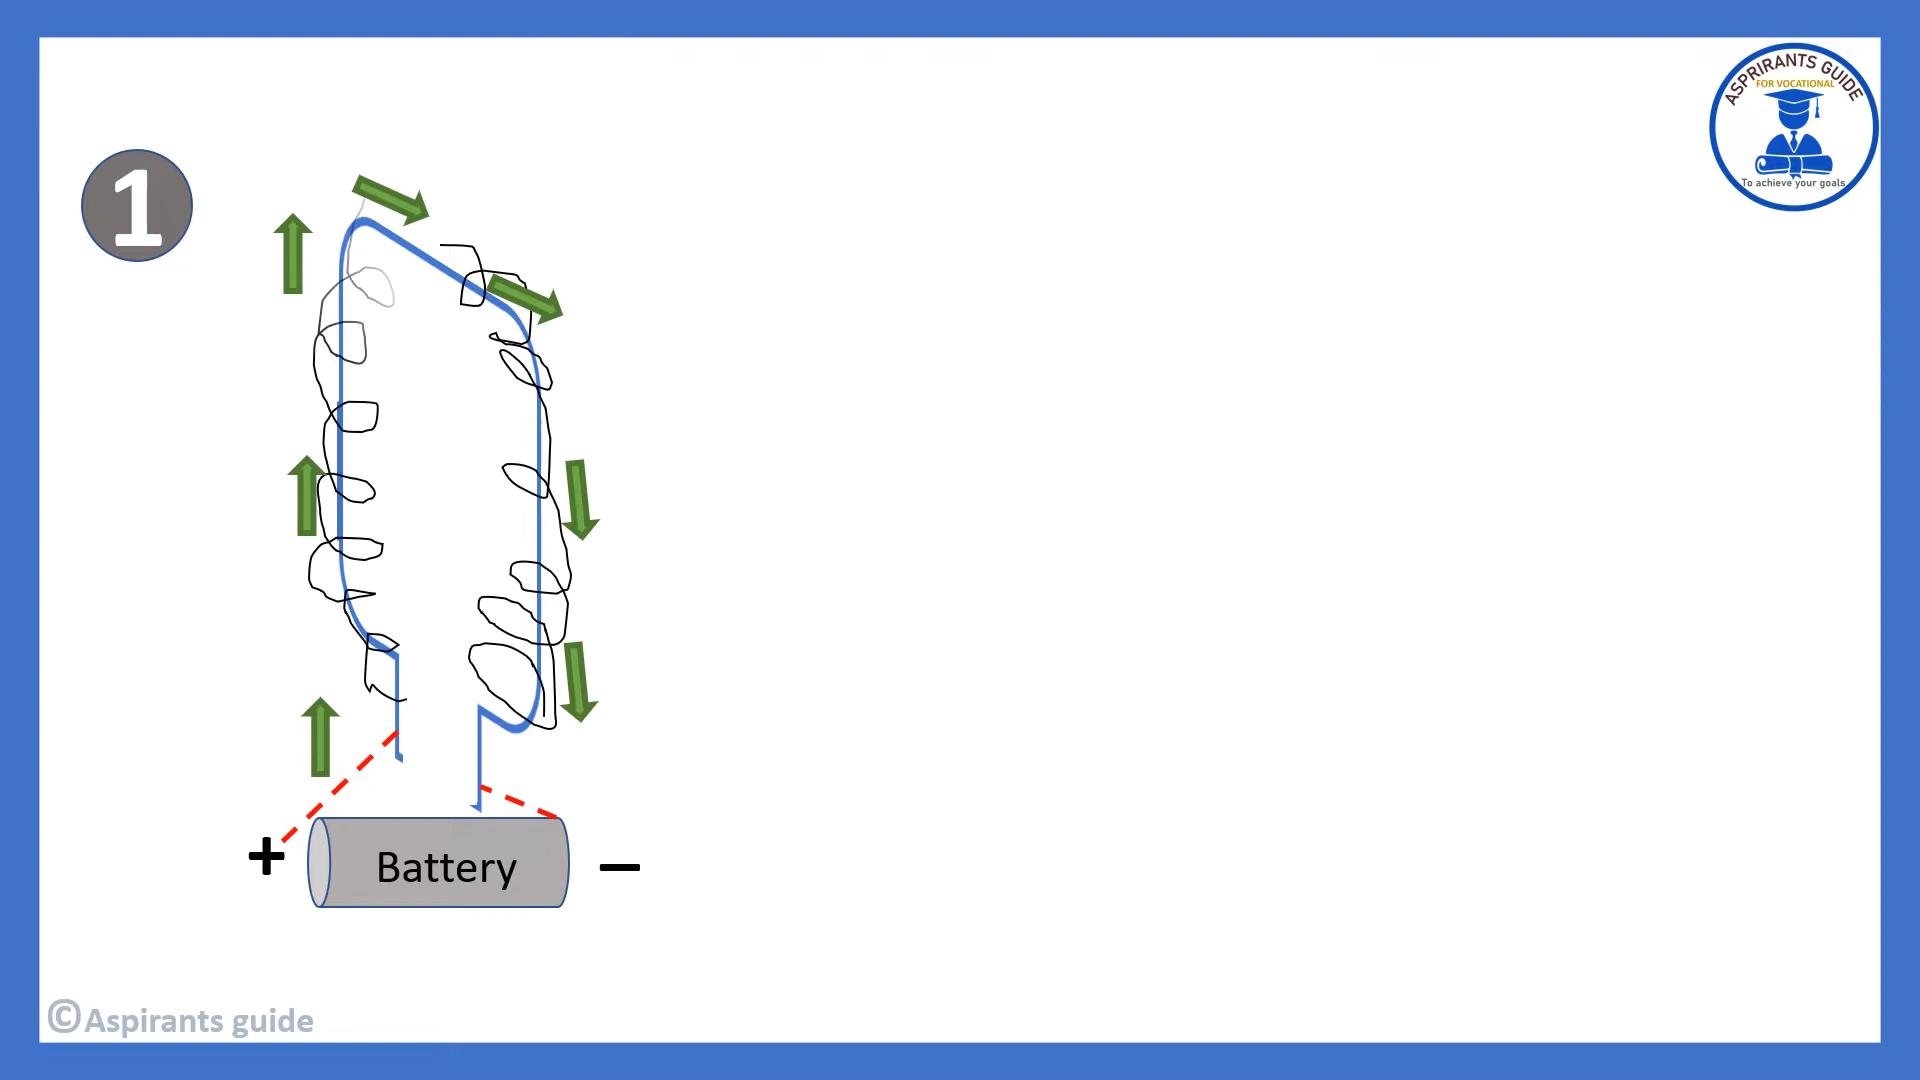 ASPRIRANTS GUIDE
FOR VOCATIONAL
To achieve your goals
1
+ Battery –
©Aspirants guide